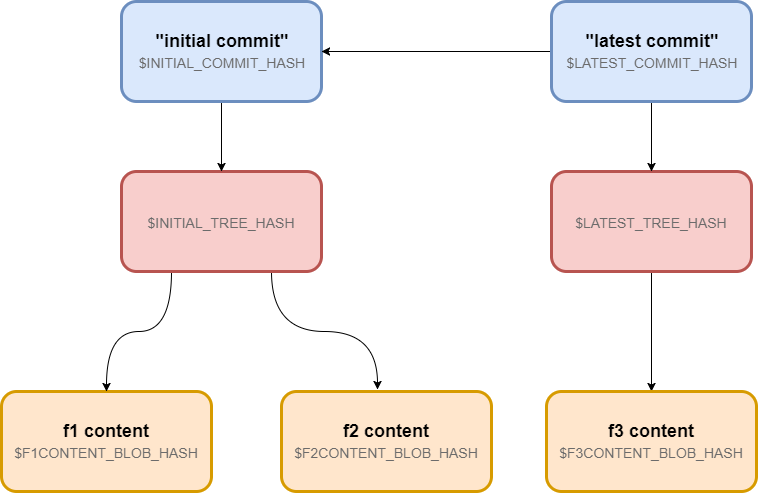 "initial commit"
$INITIAL_COMMIT_HASH
"latest commit"
$LATEST_COMMIT_HASH
$INITIAL_TREE_HASH
$LATEST_TREE_HASH
f1 content
$F1CONTENT_BLOB_HASH
f2 content
$F2CONTENT_BLOB_HASH
f3 content
$F3CONTENT_BLOB_HASH